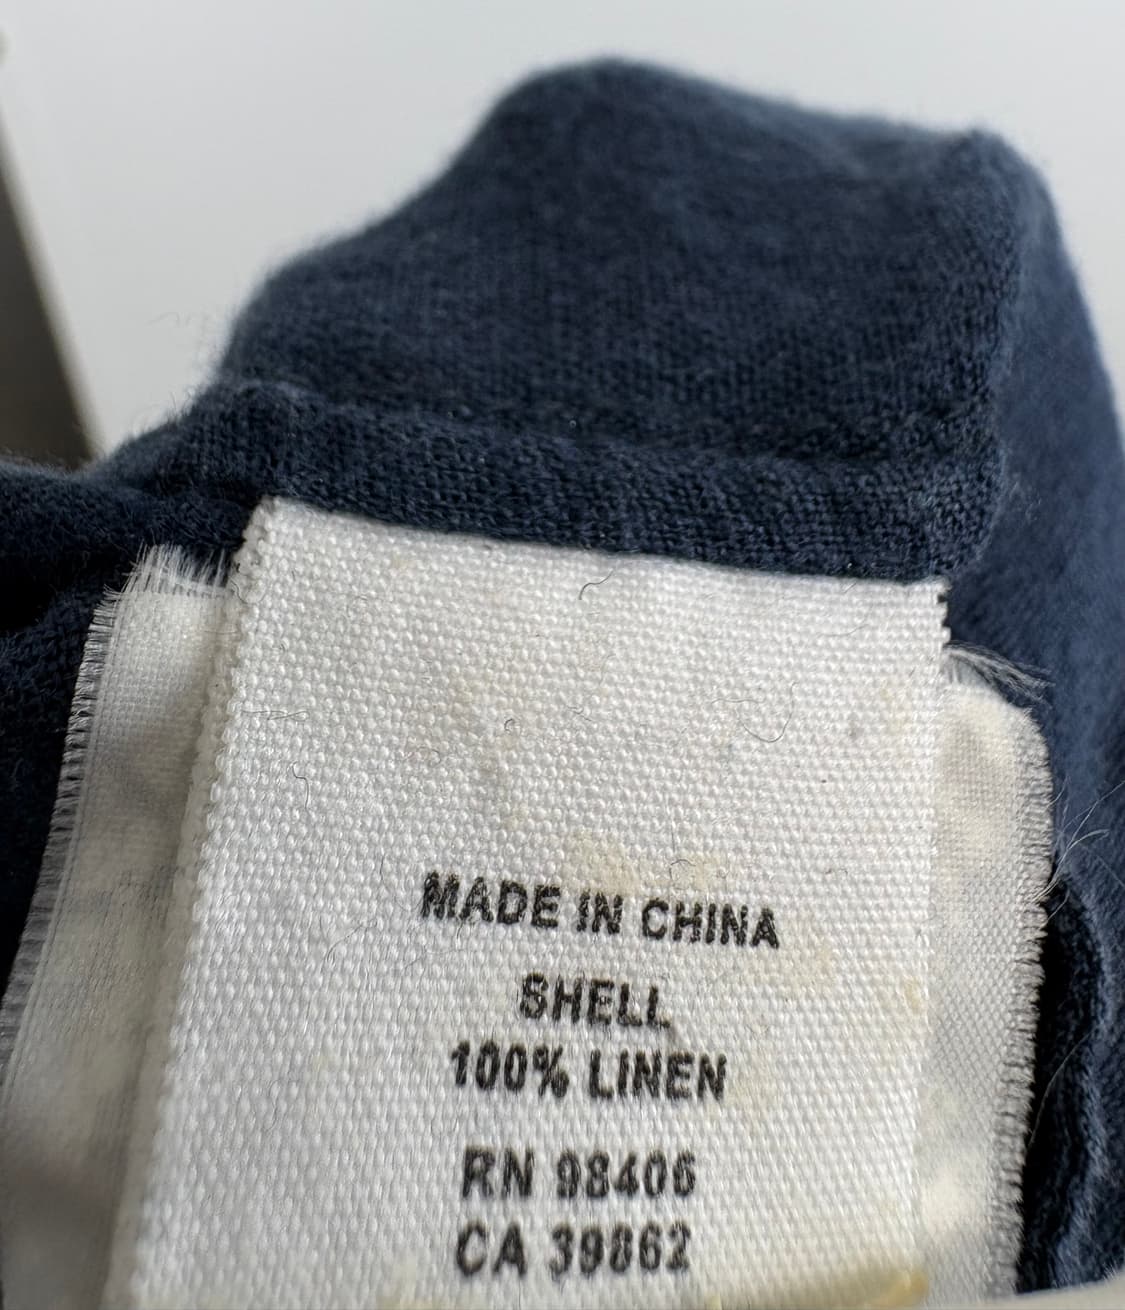 MADE IN CHINA
SHELL
100% LINEN
RN 98406
CA 39862